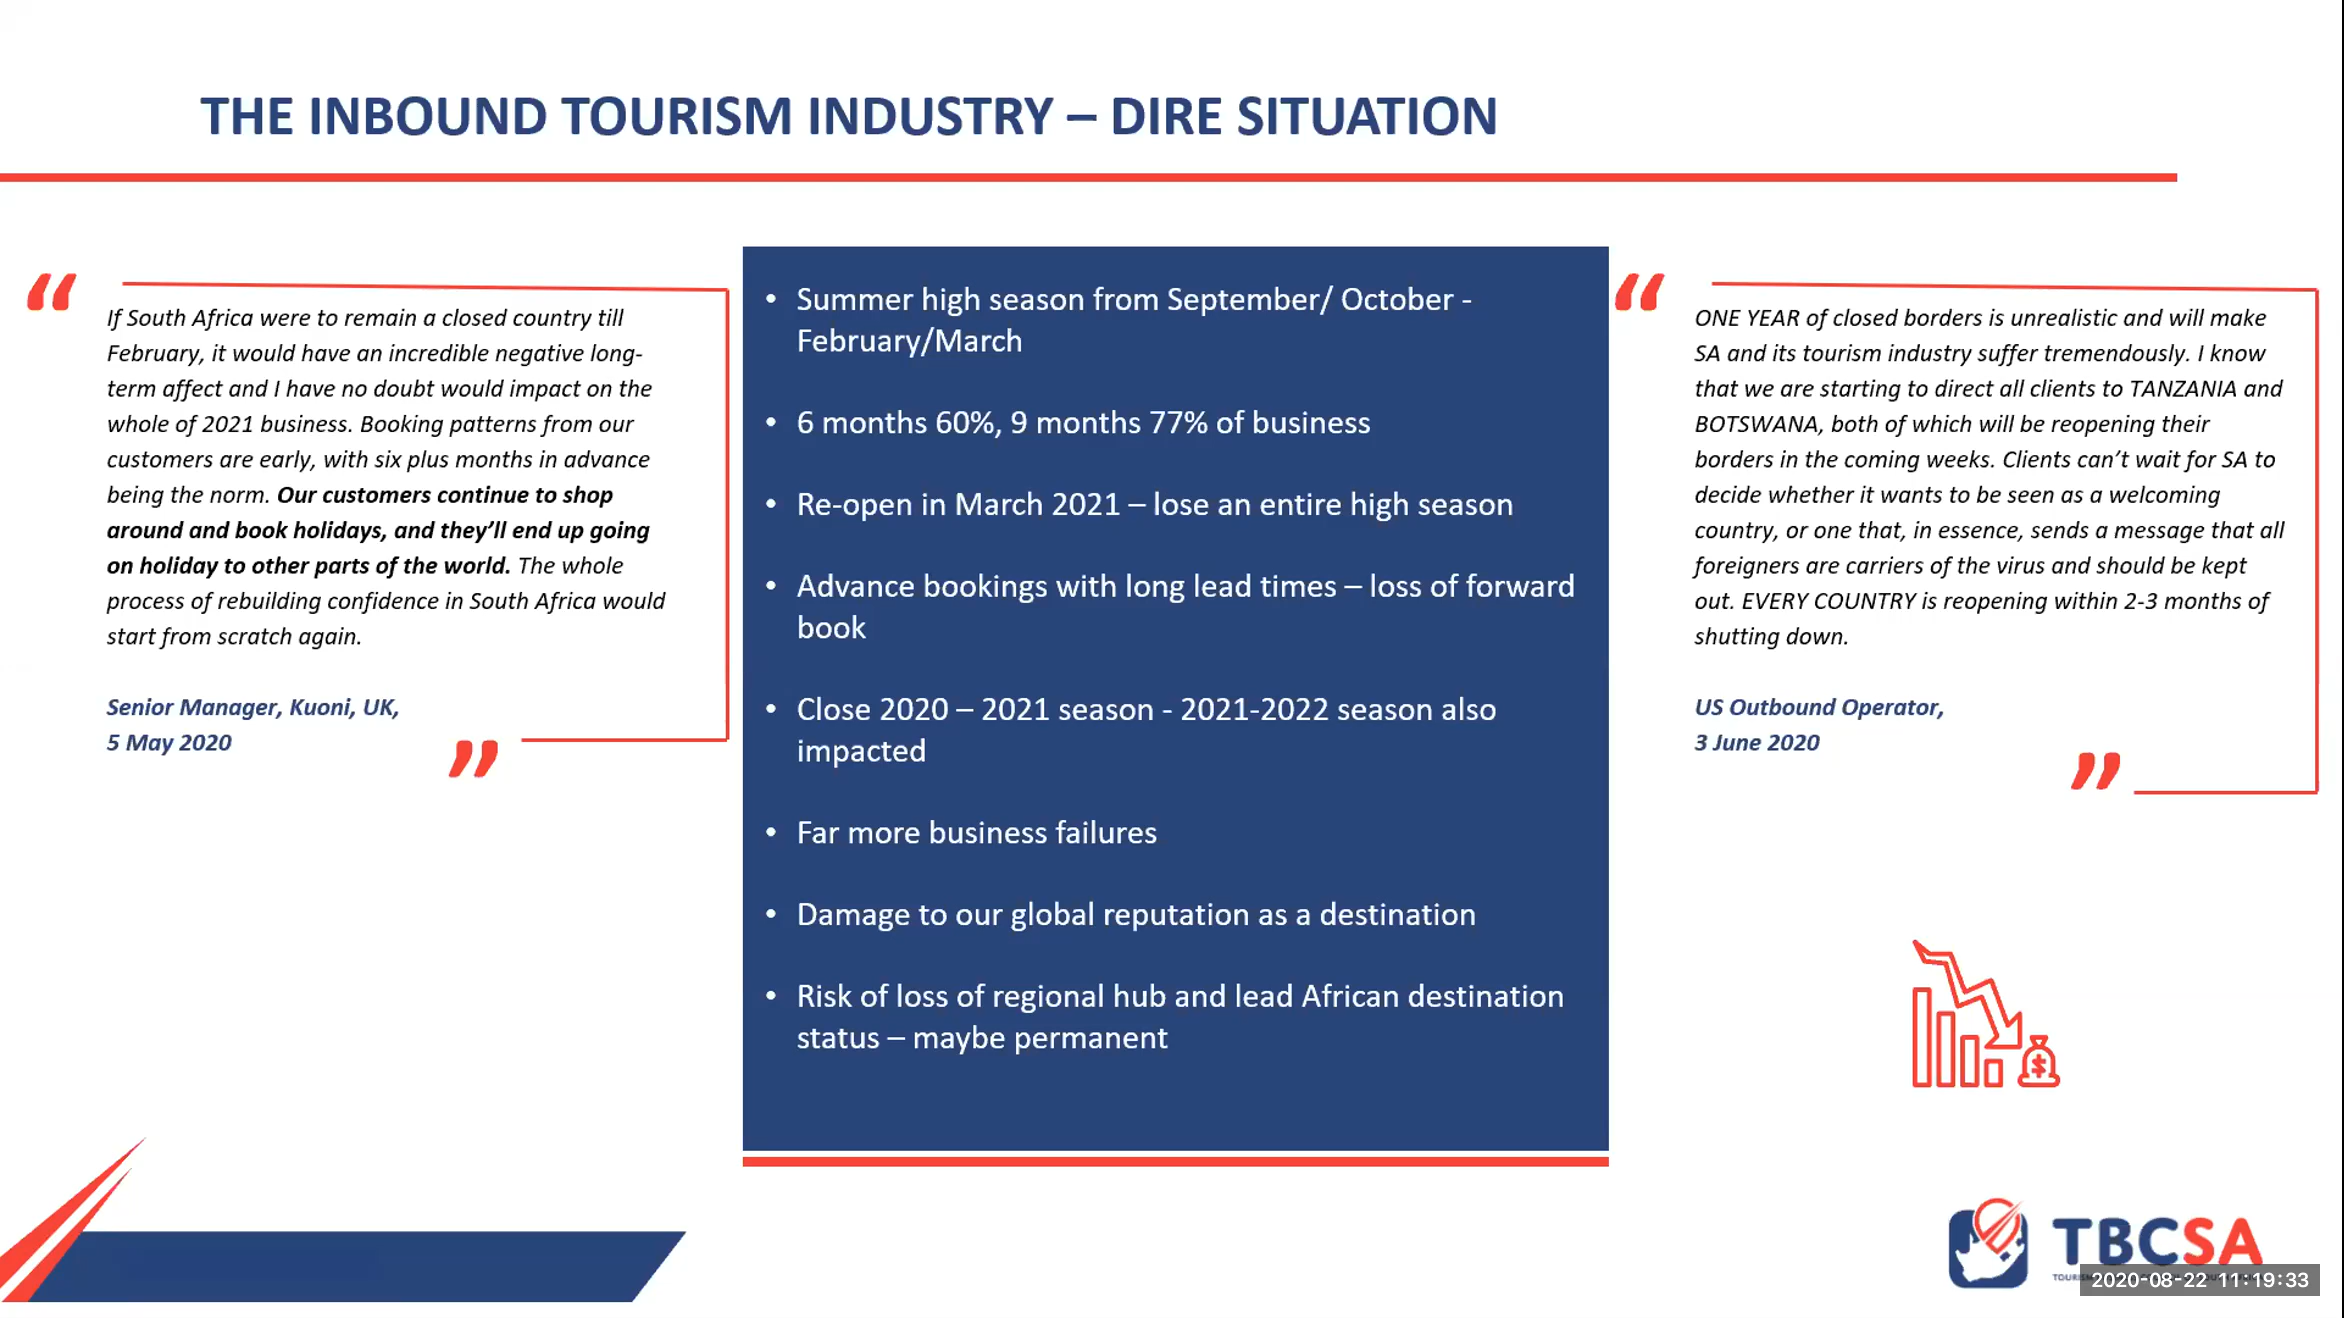 THE INBOUND TOURISM INDUSTRY – DIRE SITUATION
“
If South Africa were to remain a closed country till
February, it would have an incredible negative long-
term affect and I have no doubt would impact on the
whole of 2021 business. Booking patterns from our
customers are early, with six plus months in advance
being the norm. Our customers continue to shop
around and book holidays, and they’ll end up going
on holiday to other parts of the world. The whole
process of rebuilding confidence in South Africa would
start from scratch again.
Senior Manager, Kuoni, UK,
5 May 2020
”
• Summer high season from September/ October -
February/March
• 6 months 60%, 9 months 77% of business
• Re-open in March 2021 – lose an entire high season
• Advance bookings with long lead times – loss of forward
book
• Close 2020 – 2021 season - 2021-2022 season also
impacted
• Far more business failures
• Damage to our global reputation as a destination
• Risk of loss of regional hub and lead African destination
status – maybe permanent
“
ONE YEAR of closed borders is unrealistic and will make
SA and its tourism industry suffer tremendously. I know
that we are starting to direct all clients to TANZANIA and
BOTSWANA, both of which will be reopening their
borders in the coming weeks. Clients can’t wait for SA to
decide whether it wants to be seen as a welcoming
country, or one that, in essence, sends a message that all
foreigners are carriers of the virus and should be kept
out. EVERY COUNTRY is reopening within 2-3 months of
shutting down.
US Outbound Operator,
3 June 2020
”
$
TBCSA
2020-08-22 11:19:33